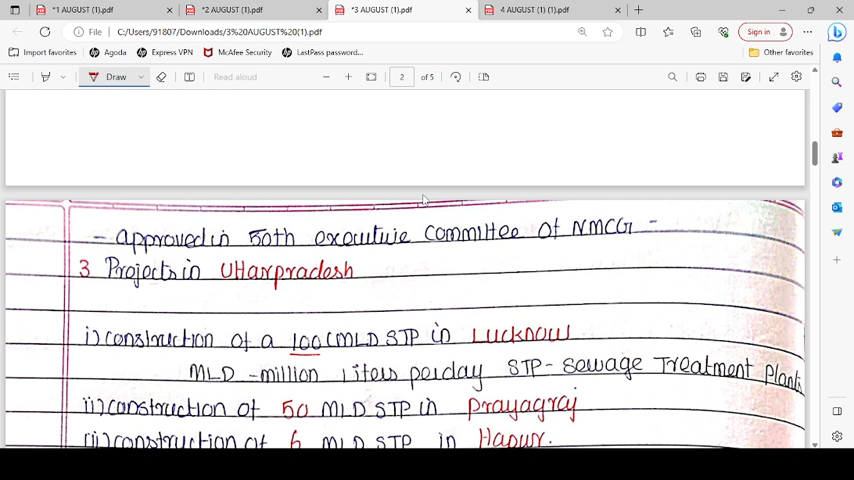 *1 AUGUST (1).pdf
*2 AUGUST (1).pdf
*3 AUGUST (1).pdf
4 AUGUST (1).pdf
File
C:/Users/91807/Downloads/3%20AUGUST%20(1).pdf
Sign in
Import favorites
Agoda
Express VPN
McAfee Security
LastPass password...
Other favorites
Draw
Read aloud
2 of 5
- approved in 50th executive committee of NMCG -
3 Projects in Uttarpradesh
i) construction of a 100 (MLD STP in Lucknow
MLD - million Liters per day STP - sewage Treatment Plants
ii) construction of 50 MLD STP in prayagraj
(ii) construction of 6 MLD STP in Hapur.